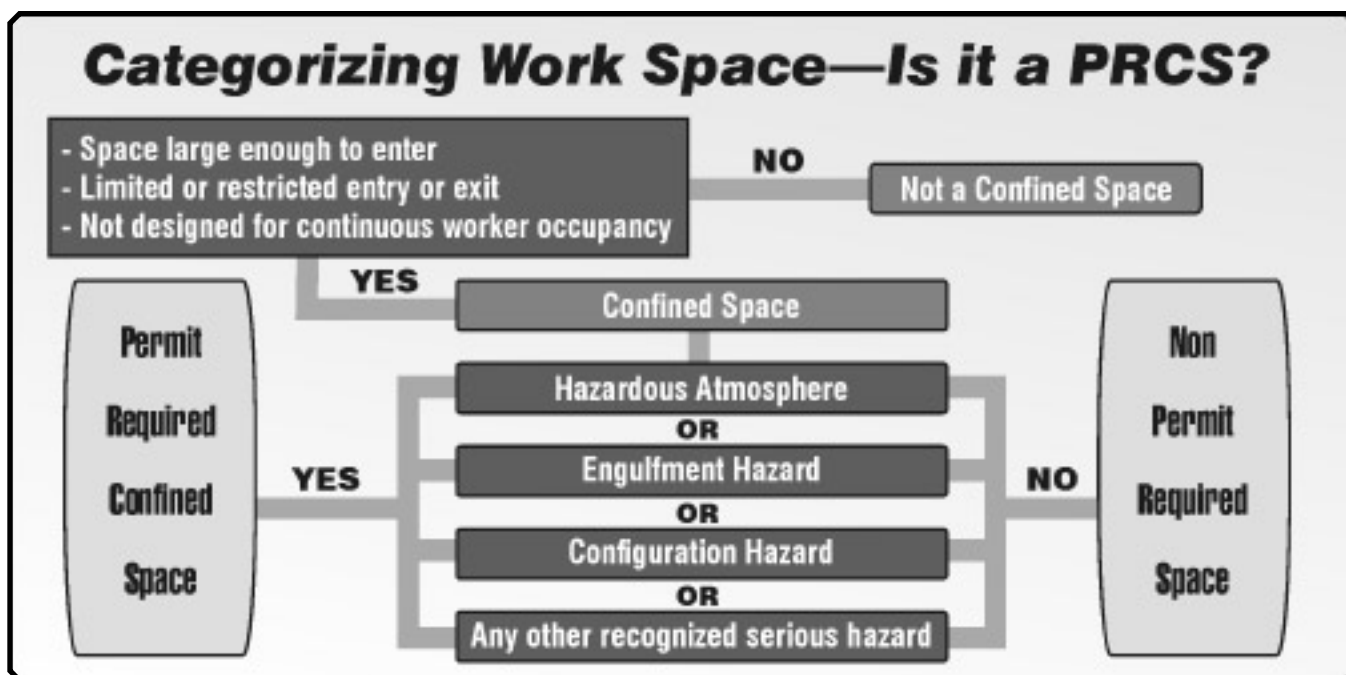 Categorizing Work Space—Is it a PRCS?
- Space large enough to enter
- Limited or restricted entry or exit
- Not designed for continuous worker occupancy
NO
Not a Confined Space
YES
Confined Space
Permit
Required
Confined
Space
YES
Hazardous Atmosphere
OR
Engulfment Hazard
OR
Configuration Hazard
OR
Any other recognized serious hazard
NO
Non
Permit
Required
Space